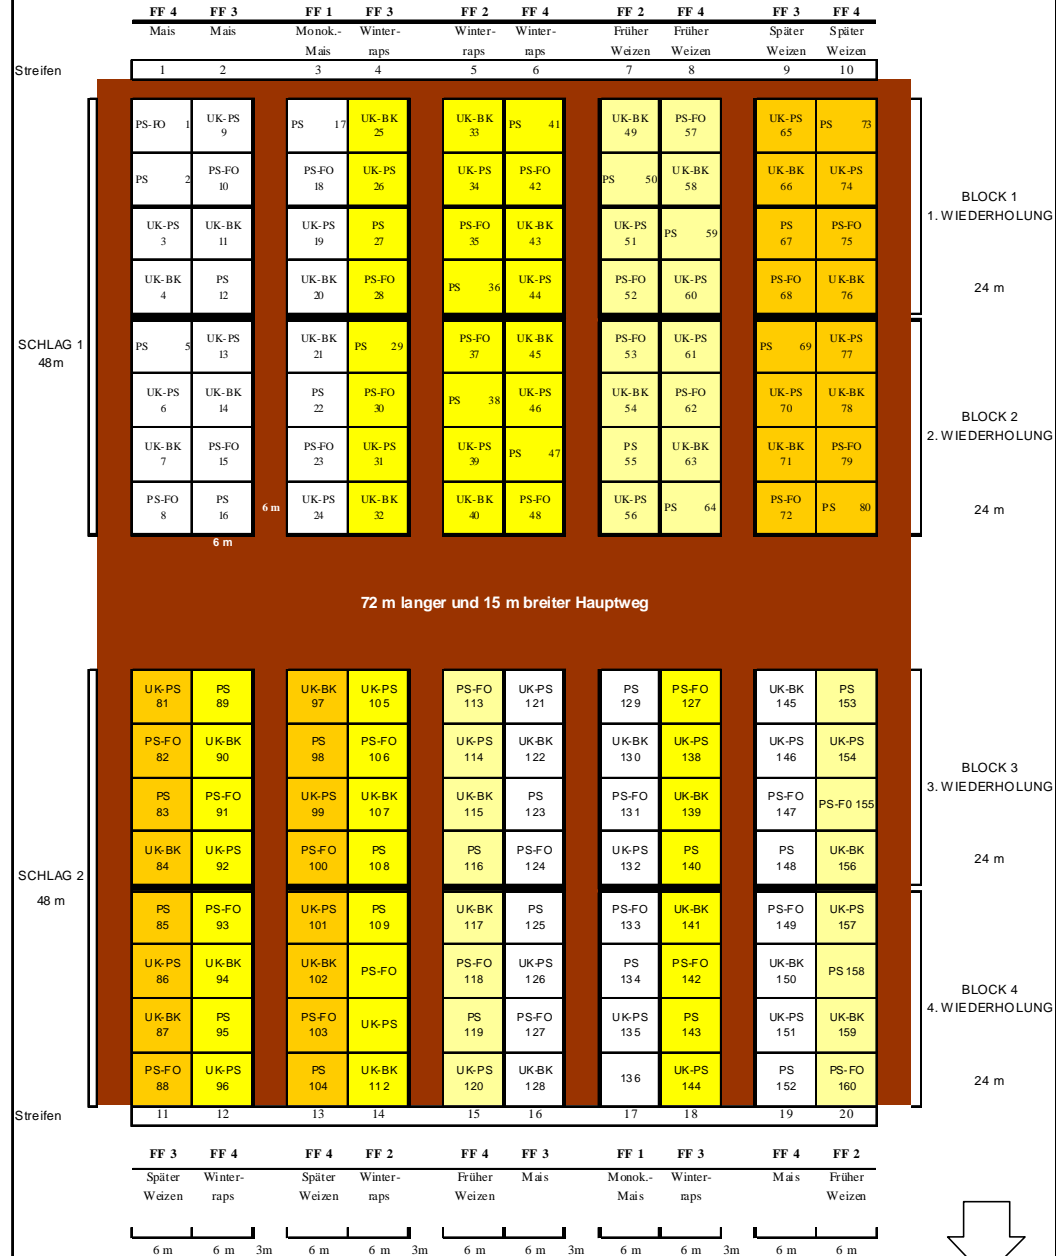 FF 4 FF 3 FF 1 FF 3 FF 2 FF 4 FF 2 FF 4 FF 3 FF 4
Mais Mais Monok.- Winter- Winter- Winter- Früher Früher Später Später
Mais raps raps raps Weizen Weizen Weizen Weizen
Streifen 1 2 3 4 5 6 7 8 9 10
PS-FO 1 UK-PS PS 17 UK-BK UK-BK PS 41 UK-BK PS-FO UK-PS PS 73
9 25 33 49 57 65
PS 2 PS-FO PS-FO UK-PS UK-PS PS-FO PS 50 UK-BK UK-BK UK-PS
10 18 26 34 42 58 66 74
BLOCK 1
1. WIEDERHOLUNG
UK-PS UK-BK UK-PS PS PS-FO UK-BK UK-PS PS 59 PS PS-FO
3 11 19 27 35 43 51 67 75
UK-BK PS UK-BK PS-FO PS 36 UK-PS PS-FO UK-PS PS-FO UK-BK
4 12 20 28 44 52 60 68 76
24 m
SCHLAG 1
48m
PS 5 UK-PS UK-BK PS 29 PS-FO UK-BK PS-FO UK-PS PS 69 UK-PS
13 21 37 45 53 61 77
UK-PS UK-BK PS PS-FO PS 38 UK-PS UK-BK PS-FO UK-PS UK-BK
6 14 22 30 46 54 62 70 78
BLOCK 2
2. WIEDERHOLUNG
UK-BK PS-FO PS-FO UK-PS UK-PS PS 47 PS UK-BK UK-BK PS-FO
7 15 23 31 39 55 63 71 79
PS-FO PS UK-PS UK-BK UK-BK PS-FO UK-PS PS 64 PS-FO PS 80
8 16 24 32 40 48 56 72
6 m
24 m
6 m
72 m langer und 15 m breiter Hauptweg
UK-PS PS UK-BK UK-PS PS-FO UK-PS PS PS-FO UK-BK PS
81 89 97 105 113 121 129 127 145 153
PS-FO UK-BK PS PS-FO UK-PS UK-BK UK-BK UK-PS UK-PS UK-PS
82 90 98 106 114 122 130 138 146 154
BLOCK 3
3. WIEDERHOLUNG
PS PS-FO UK-PS UK-BK UK-BK PS PS-FO UK-BK PS-FO PS-F0 155
83 91 99 107 115 123 131 139 147
UK-BK UK-PS PS-FO PS PS PS-FO UK-PS PS PS UK-BK
84 92 100 108 116 124 132 140 148 156
24 m
SCHLAG 2
48 m
PS PS-FO UK-PS PS UK-BK PS PS-FO UK-BK PS-FO UK-PS
85 93 101 109 117 125 133 141 149 157
UK-PS UK-BK UK-BK PS-FO PS-FO UK-PS PS PS-FO UK-BK PS 158
86 94 102 118 126 134 142 150
BLOCK 4
4. WIEDERHOLUNG
UK-BK PS PS-FO UK-PS PS PS-FO UK-PS PS UK-PS UK-BK
87 95 103 119 127 135 143 151 159
PS-FO UK-PS PS UK-BK UK-PS UK-BK 136 UK-PS PS PS-FO
88 96 104 112 120 128 144 152 160
24 m
Streifen 11 12 13 14 15 16 17 18 19 20
FF 3 FF 4 FF 4 FF 2 FF 4 FF 3 FF 1 FF 3 FF 4 FF 2
Später Winter- Später Winter- Früher Mais Monok.- Winter- Mais Früher
Weizen raps Weizen raps Weizen Mais raps Weizen
6 m 6 m 3m 6 m 6 m 3m 6 m 6 m 3m 6 m 6 m 3m 6 m 6 m